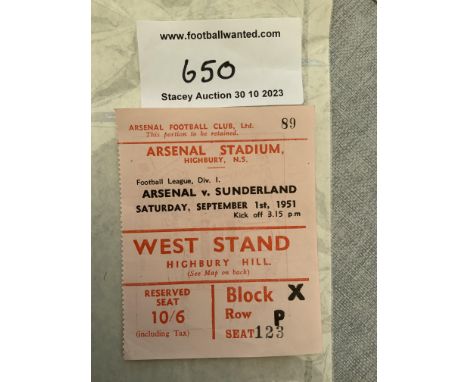 www.footballwanted.com
650
Stacey Auction 30 10 2023
ARSENAL FOOTBALL CLUB, Ltd. 89
This portion to be retained.
ARSENAL STADIUM,
HIGHBURY, N.5.
Football League, Div. I.
ARSENAL v. SUNDERLAND
SATURDAY, SEPTEMBER 1st, 1951
Kick off 3.15 p m
WEST STAND
HIGHBURY HILL.
(See Map on back)
RESERVED
SEAT
10/6
(including Tax)
Block X
Row P
SEAT 123